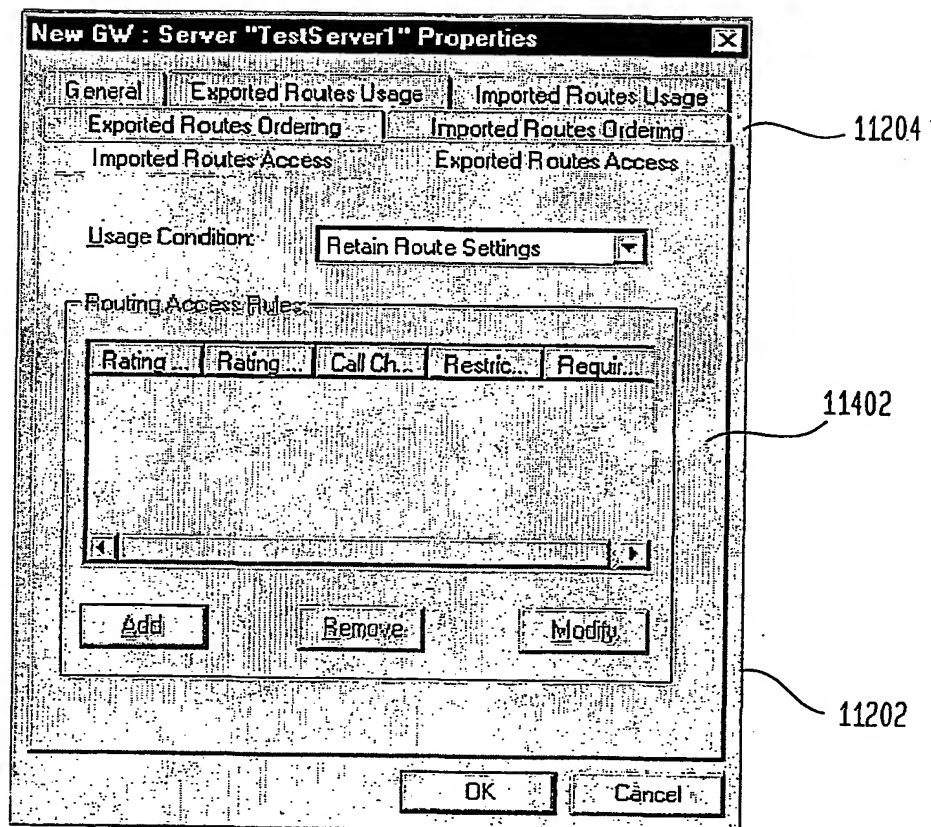 New GW : Server "TestServer1" Properties
General Exported Routes Usage Imported Routes Usage
Exported Routes Ordering Imported Routes Ordering
11204
Imported Routes Access Exported Routes Access
Usage Condition: Retain Route Settings
Routing Access Rules:
Rating ... Rating ... Call Ch... Restric... Requir...
11402
Add Remove Modify
11202
OK Cancel